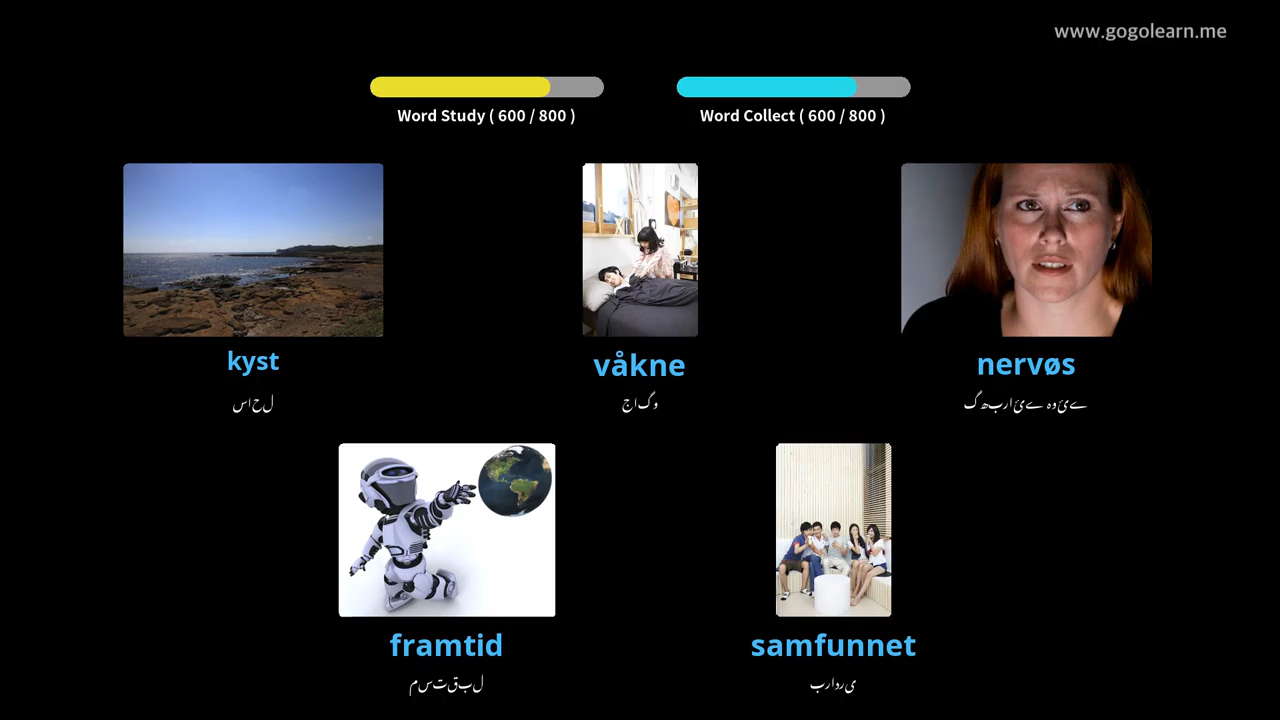 www.gogolearn.me
Word Study ( 600 / 800 )
Word Collect ( 600 / 800 )
kyst
ساحل
våkne
جاگو
nervøs
گھبرائے ہوئے
framtid
مستقبل
samfunnet
برادری